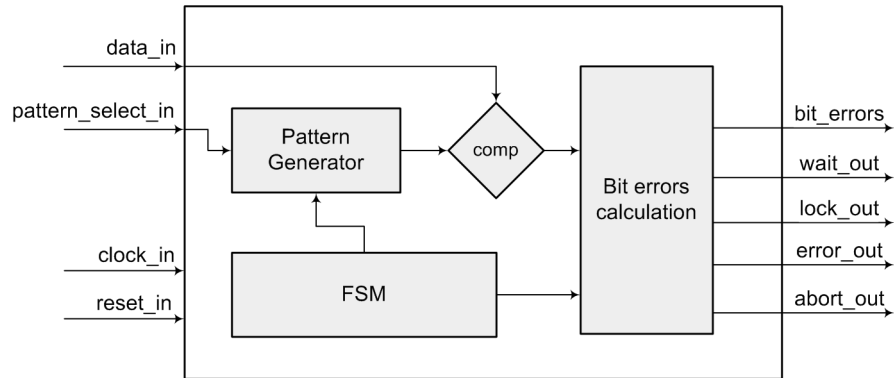 data_in
pattern_select_in
clock_in
reset_in
Pattern
Generator
comp
FSM
Bit errors
calculation
bit_errors
wait_out
lock_out
error_out
abort_out